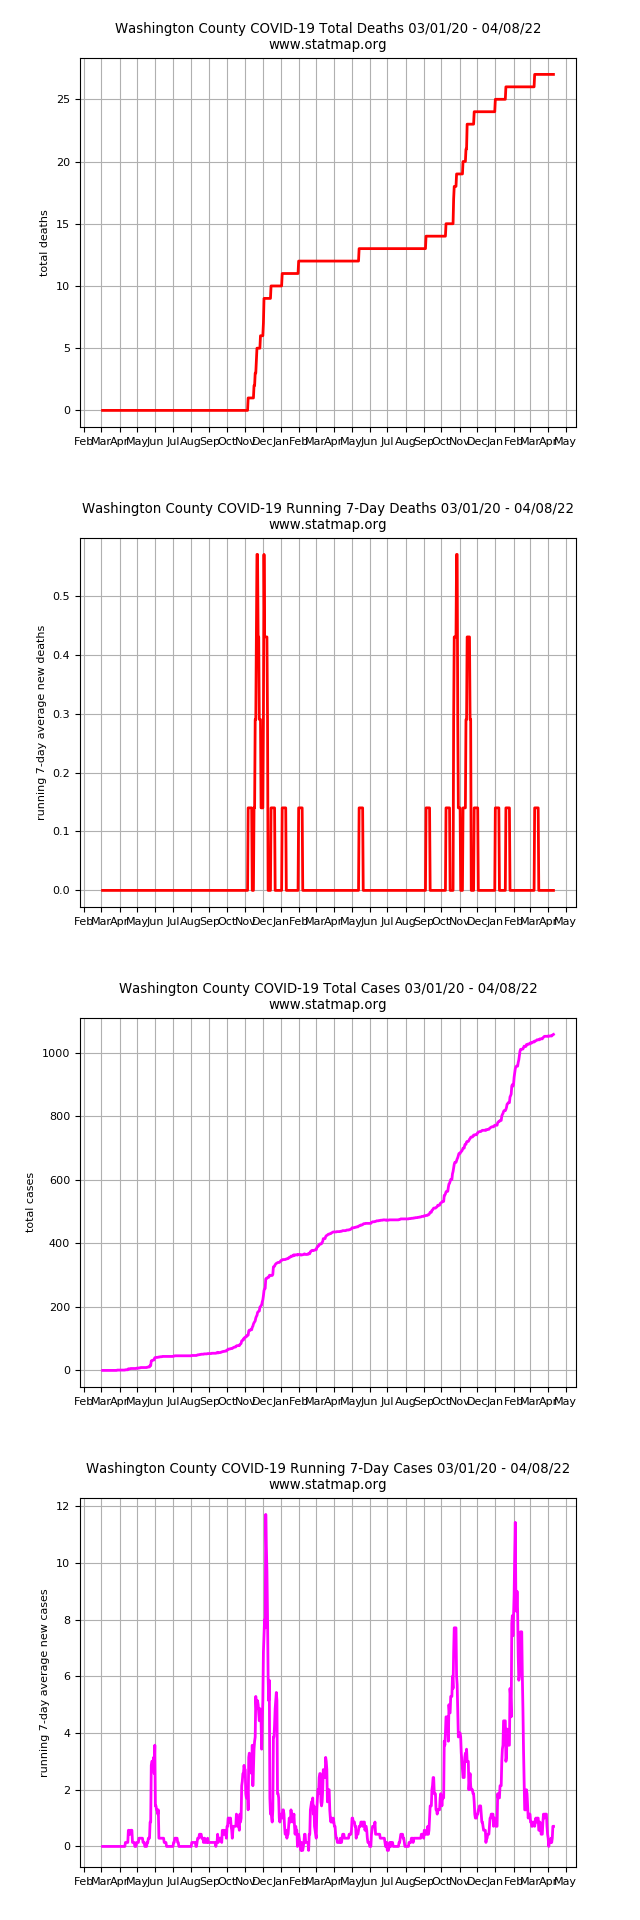 Washington County COVID-19 Total Deaths 03/01/20 - 04/08/22
www.statmap.org
25
20
15
10
5
0
total deaths
Feb Mar Apr May Jun Jul Aug Sep Oct Nov Dec Jan Feb Mar Apr May Jun Jul Aug Sep Oct Nov Dec Jan Feb Mar Apr May
Washington County COVID-19 Running 7-Day Deaths 03/01/20 - 04/08/22
www.statmap.org
0.5
0.4
0.3
0.2
0.1
0.0
running 7-day average new deaths
Feb Mar Apr May Jun Jul Aug Sep Oct Nov Dec Jan Feb Mar Apr May Jun Jul Aug Sep Oct Nov Dec Jan Feb Mar Apr May
Washington County COVID-19 Total Cases 03/01/20 - 04/08/22
www.statmap.org
1000
800
600
400
200
0
total cases
Feb Mar Apr May Jun Jul Aug Sep Oct Nov Dec Jan Feb Mar Apr May Jun Jul Aug Sep Oct Nov Dec Jan Feb Mar Apr May
Washington County COVID-19 Running 7-Day Cases 03/01/20 - 04/08/22
www.statmap.org
12
10
8
6
4
2
0
running 7-day average new cases
Feb Mar Apr May Jun Jul Aug Sep Oct Nov Dec Jan Feb Mar Apr May Jun Jul Aug Sep Oct Nov Dec Jan Feb Mar Apr May